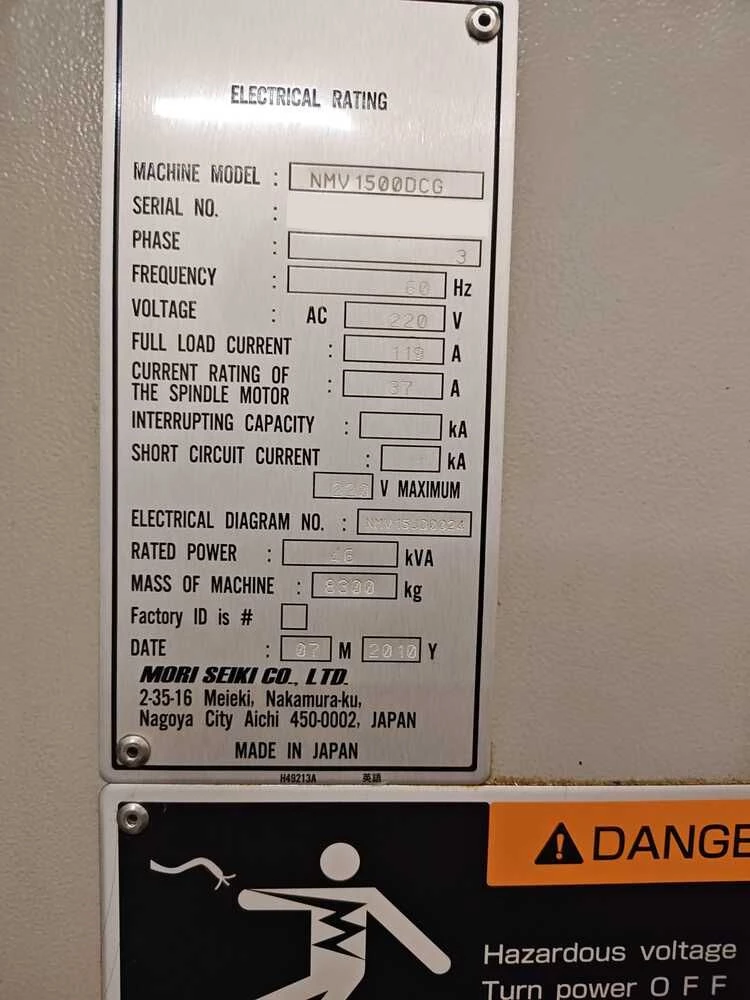 ELECTRICAL RATING
MACHINE MODEL : NMV1500DCG
SERIAL NO. :
PHASE : 3
FREQUENCY : 60 Hz
VOLTAGE : AC 220 V
FULL LOAD CURRENT : 119 A
CURRENT RATING OF
THE SPINDLE MOTOR : 37 A
INTERRUPTING CAPACITY : kA
SHORT CIRCUIT CURRENT : kA
220 V MAXIMUM
ELECTRICAL DIAGRAM NO. :
RATED POWER : 46 kVA
MASS OF MACHINE : 8300 kg
Factory ID is #
DATE : 07 M 2010 Y
MORI SEIKI CO., LTD.
2-35-16 Meieki, Nakamura-ku,
Nagoya City Aichi 450-0002, JAPAN
MADE IN JAPAN
H49213A 英語
Hazardous voltage
Turn power OFF